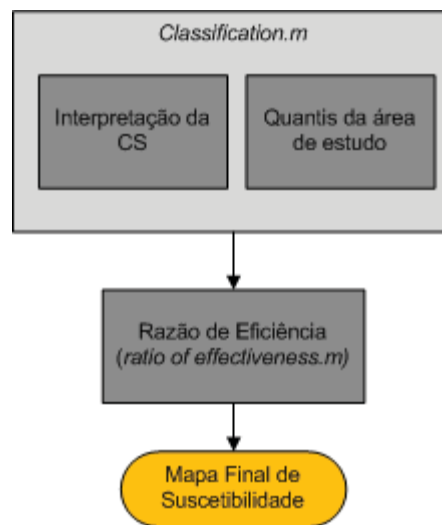 Classification.m
Interpretação da
CS
Quantis da área
de estudo
Razão de Eficiência
(ratio of effectiveness.m)
Mapa Final de
Suscetibilidade